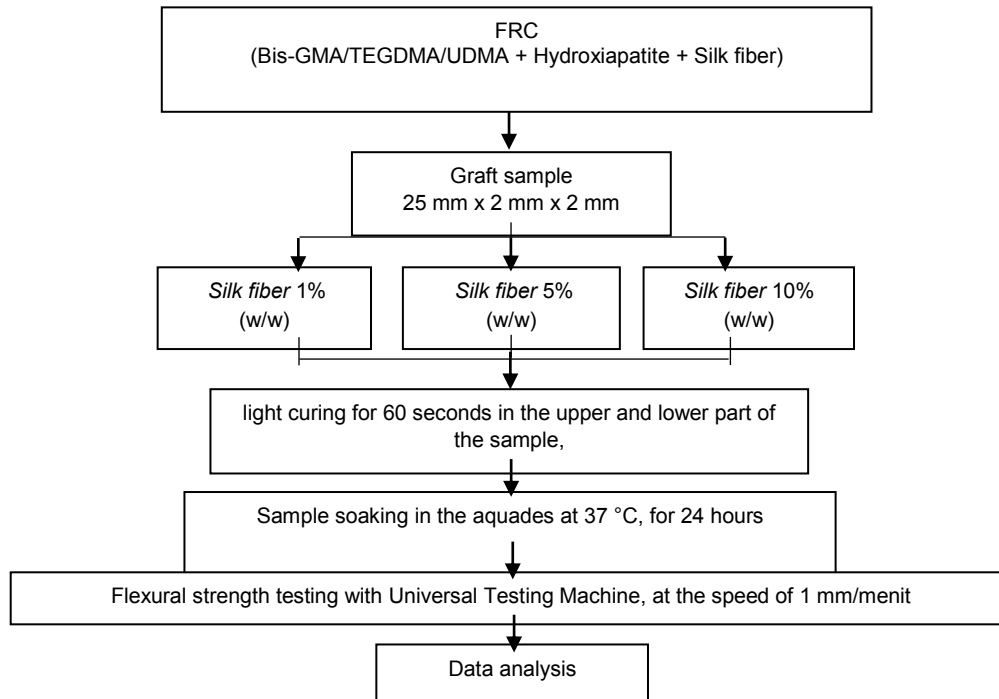 FRC
(Bis-GMA/TEGDMA/UDMA + Hydroxiapatite + Silk fiber)
Graft sample
25 mm x 2 mm x 2 mm
Silk fiber 1%
(w/w)
Silk fiber 5%
(w/w)
Silk fiber 10%
(w/w)
light curing for 60 seconds in the upper and lower part of
the sample,
Sample soaking in the aquades at 37 °C, for 24 hours
Flexural strength testing with Universal Testing Machine, at the speed of 1 mm/menit
Data analysis